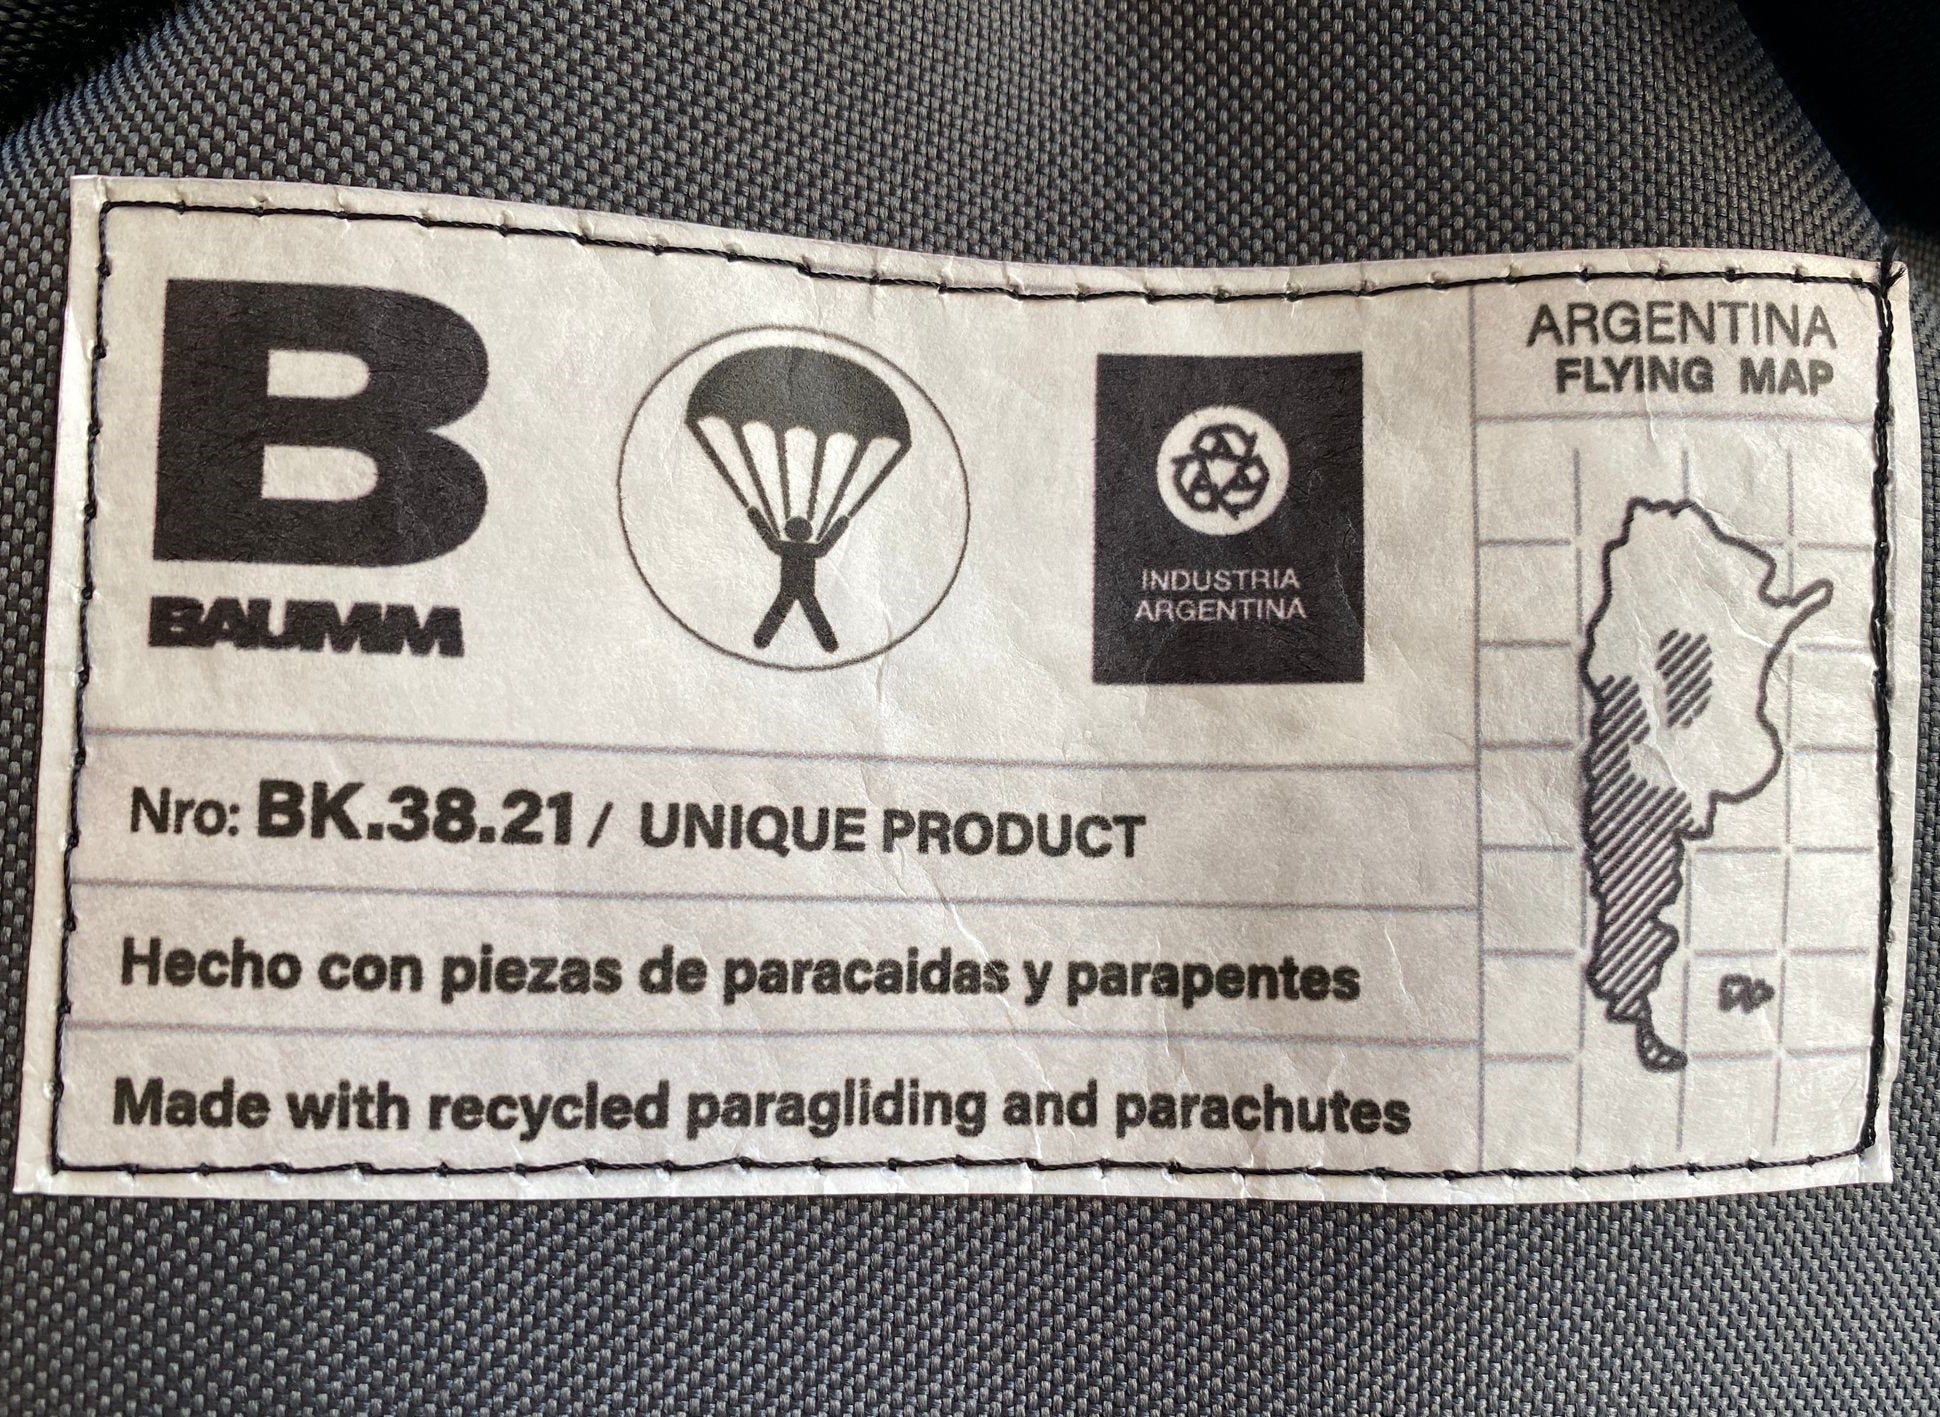 B
BAUMM
INDUSTRIA
ARGENTINA
Nro: BK.38.21 / UNIQUE PRODUCT
Hecho con piezas de paracaidas y parapentes
Made with recycled paragliding and parachutes
ARGENTINA
FLYING MAP